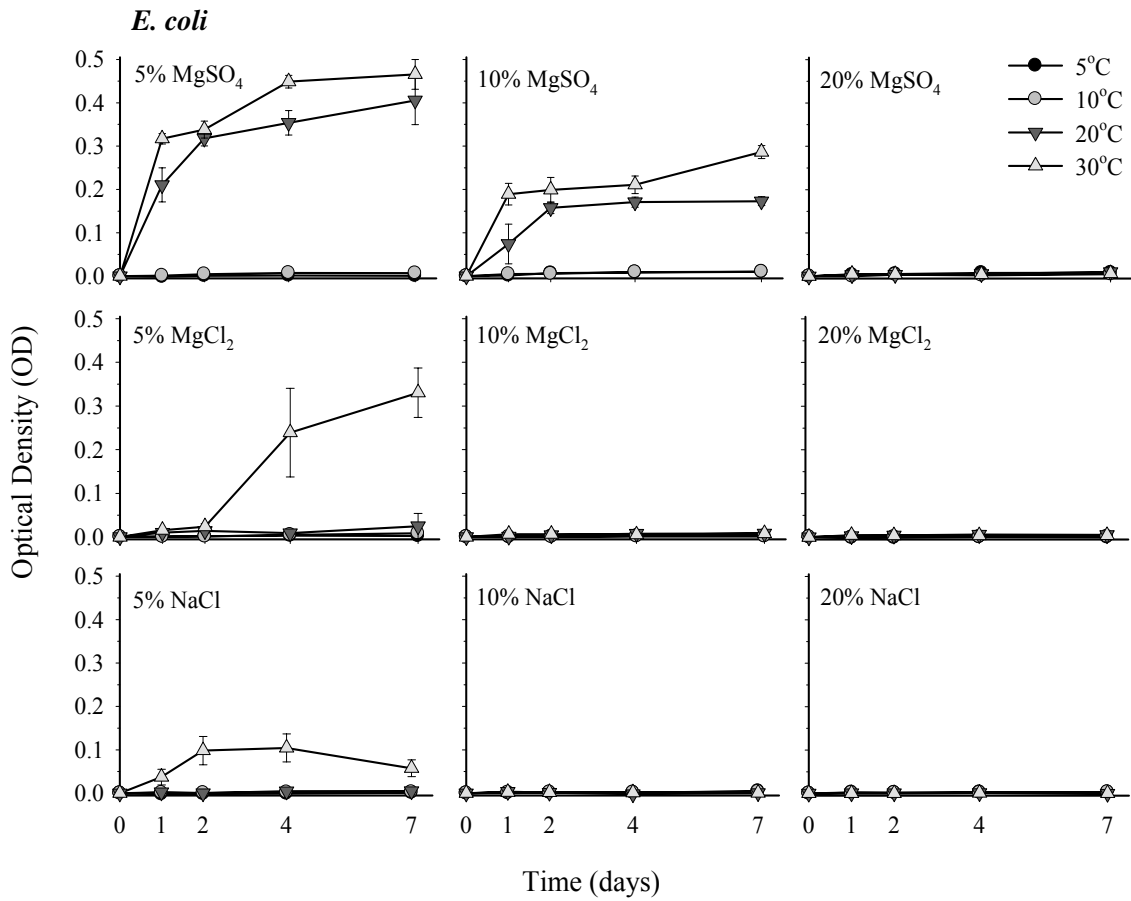 E. coli
5% MgSO₄
10% MgSO₄
20% MgSO₄
5°C
10°C
20°C
30°C
0.5
0.4
0.3
0.2
0.1
0.0
5% MgCl₂
10% MgCl₂
20% MgCl₂
0.5
0.4
0.3
0.2
0.1
0.0
Optical Density (OD)
5% NaCl
10% NaCl
20% NaCl
0.5
0.4
0.3
0.2
0.1
0.0
0 1 2 4 7
0 1 2 4 7
0 1 2 4 7
Time (days)